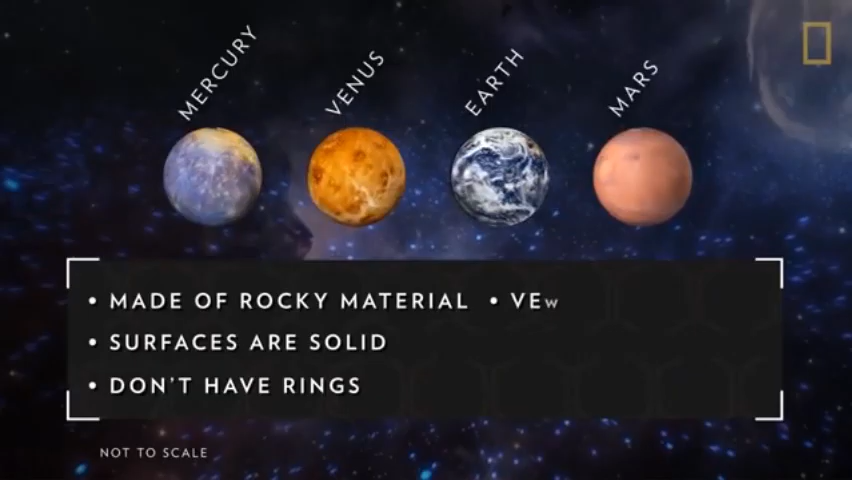 MERCURY
VENUS
EARTH
MARS
• MADE OF ROCKY MATERIAL • VEW
• SURFACES ARE SOLID
• DON'T HAVE RINGS
NOT TO SCALE